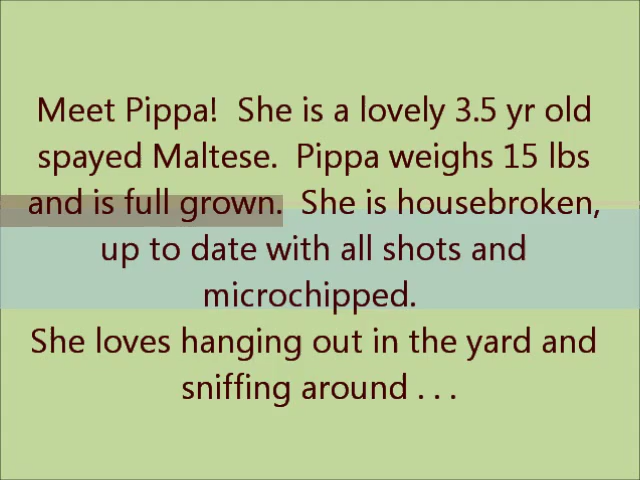 Meet Pippa!  She is a lovely 3.5 yr old
spayed Maltese.  Pippa weighs 15 lbs
and is full grown.  She is housebroken,
up to date with all shots and
microchipped.
She loves hanging out in the yard and
sniffing around . . .